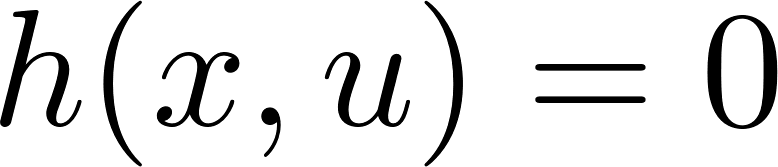 h(x, u) = 0